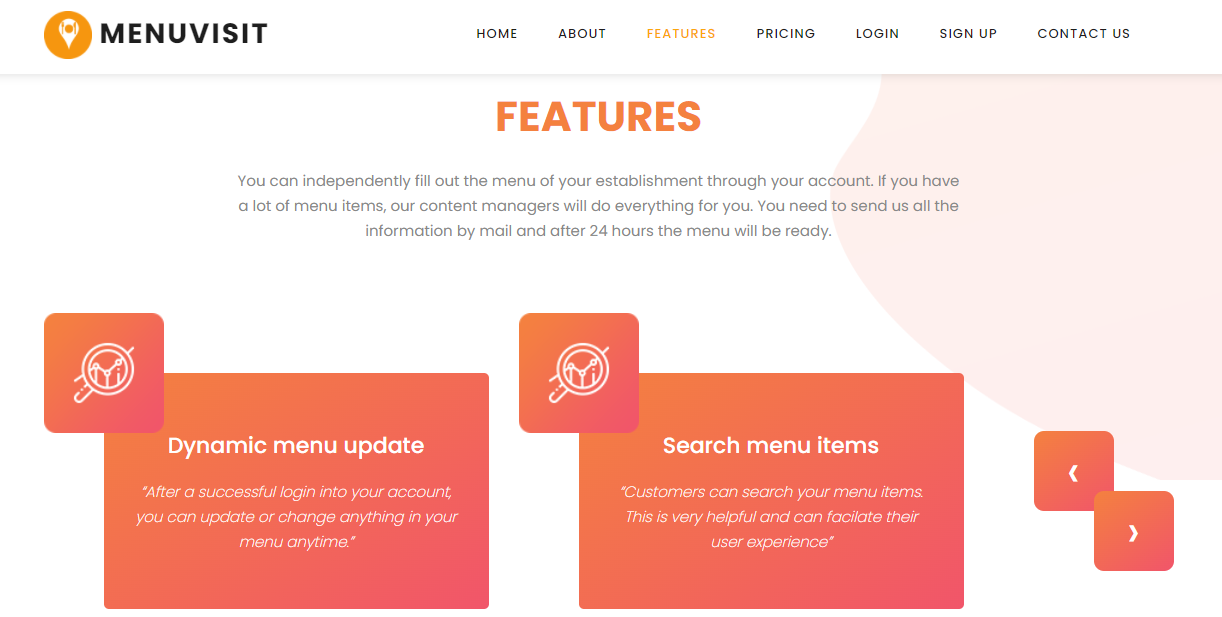 MENUVISIT
HOME ABOUT FEATURES PRICING LOGIN SIGN UP CONTACT US
FEATURES
You can independently fill out the menu of your establishment through your account. If you have
a lot of menu items, our content managers will do everything for you. You need to send us all the
information by mail and after 24 hours the menu will be ready.
Dynamic menu update
“After a successful login into your account,
you can update or change anything in your
menu anytime.”
Search menu items
“Customers can search your menu items.
This is very helpful and can facilate their
user experience”